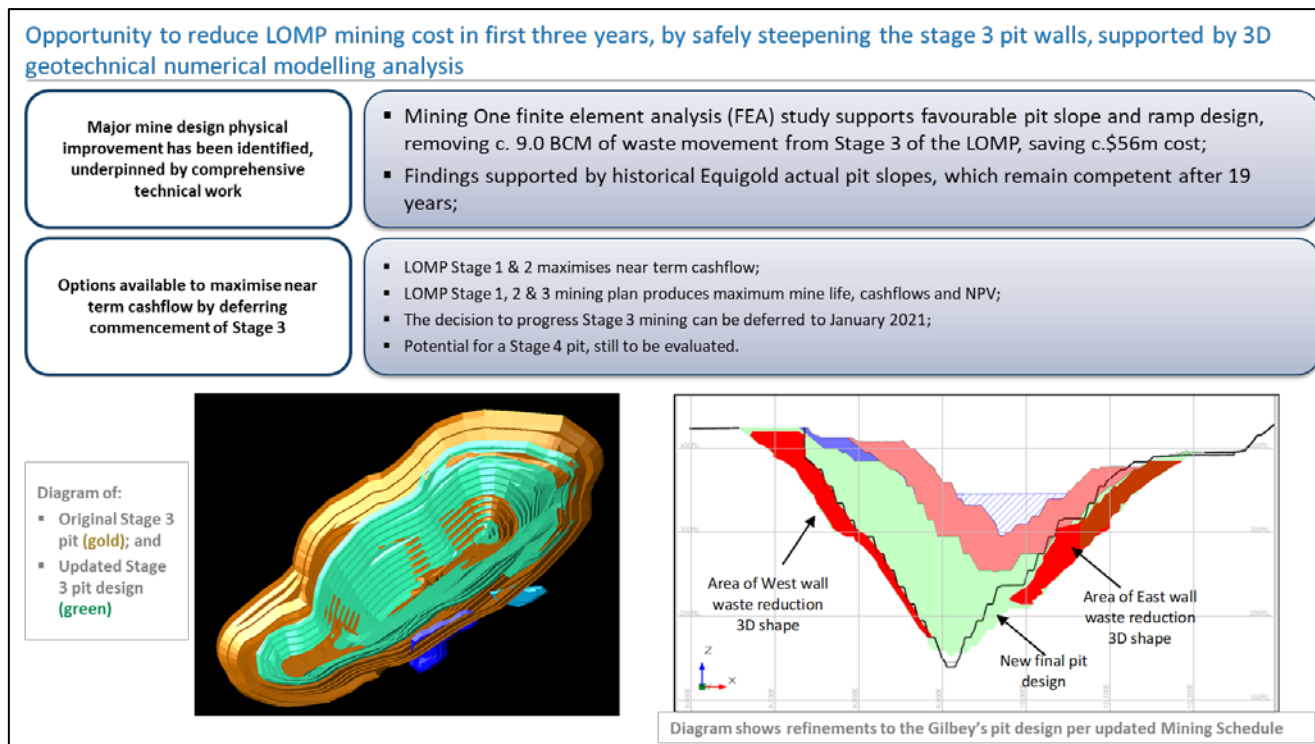 Opportunity to reduce LOMP mining cost in first three years, by safely steepening the stage 3 pit walls, supported by 3D
geotechnical numerical modelling analysis
Major mine design physical
improvement has been identified,
underpinned by comprehensive
technical work
▪ Mining One finite element analysis (FEA) study supports favourable pit slope and ramp design,
removing c. 9.0 BCM of waste movement from Stage 3 of the LOMP, saving c.$56m cost;
▪ Findings supported by historical Equigold actual pit slopes, which remain competent after 19
years;
Options available to maximise near
term cashflow by deferring
commencement of Stage 3
▪ LOMP Stage 1 & 2 maximises near term cashflow;
▪ LOMP Stage 1, 2 & 3 mining plan produces maximum mine life, cashflows and NPV;
▪ The decision to progress Stage 3 mining can be deferred to January 2021;
▪ Potential for a Stage 4 pit, still to be evaluated.
Diagram of:
▪ Original Stage 3
pit (gold); and
▪ Updated Stage
3 pit design
(green)
Area of West wall
waste reduction
3D shape
Area of East wall
waste reduction
3D shape
New final pit
design
Z
X
Diagram shows refinements to the Gilbey's pit design per updated Mining Schedule